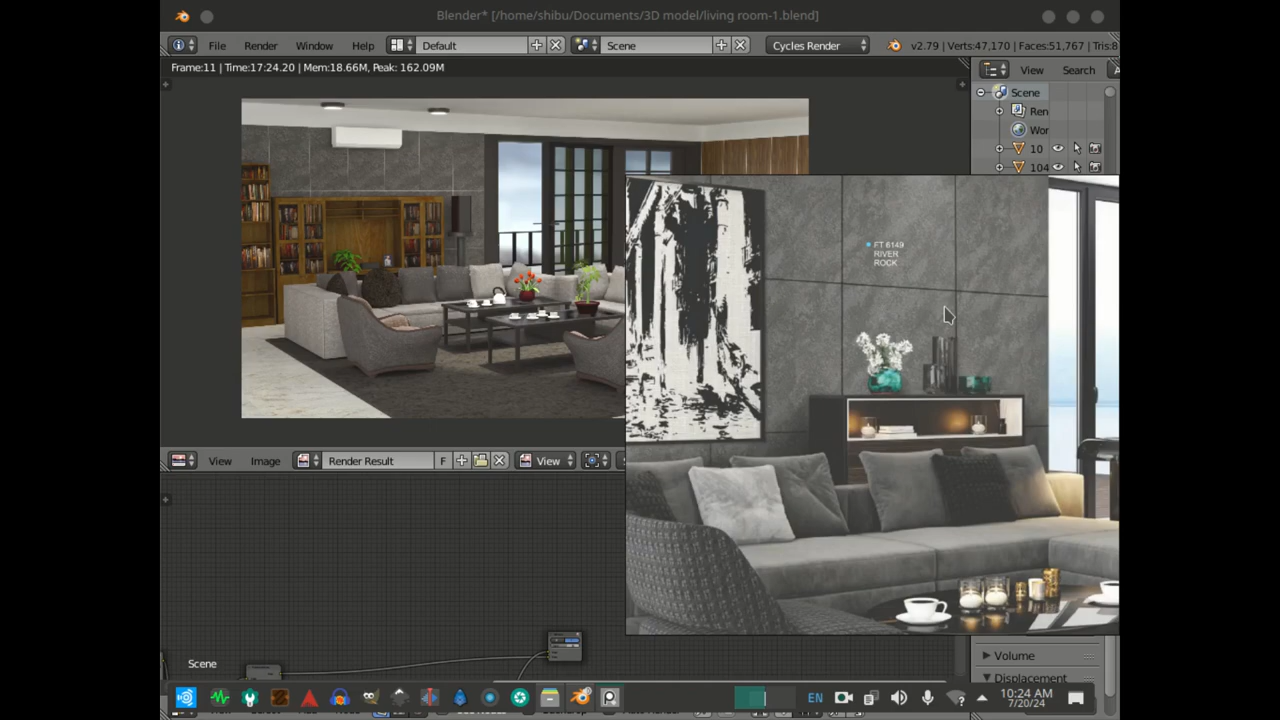 Blender* [/home/shibu/Documents/3D model/living room-1.blend]
File Render Window Help Default Scene Cycles Render v2.79 | Verts:47,170 | Faces:51,767 | Tris:8
Frame:11 | Time:17:24.20 | Mem:18.66M, Peak: 162.09M
View Search
Scene
Ren
Wor
10
104
FT 6149
RIVER
ROCK
View Image Render Result F View
Scene
Volume
Displacement
EN
10:24 AM
7/20/24